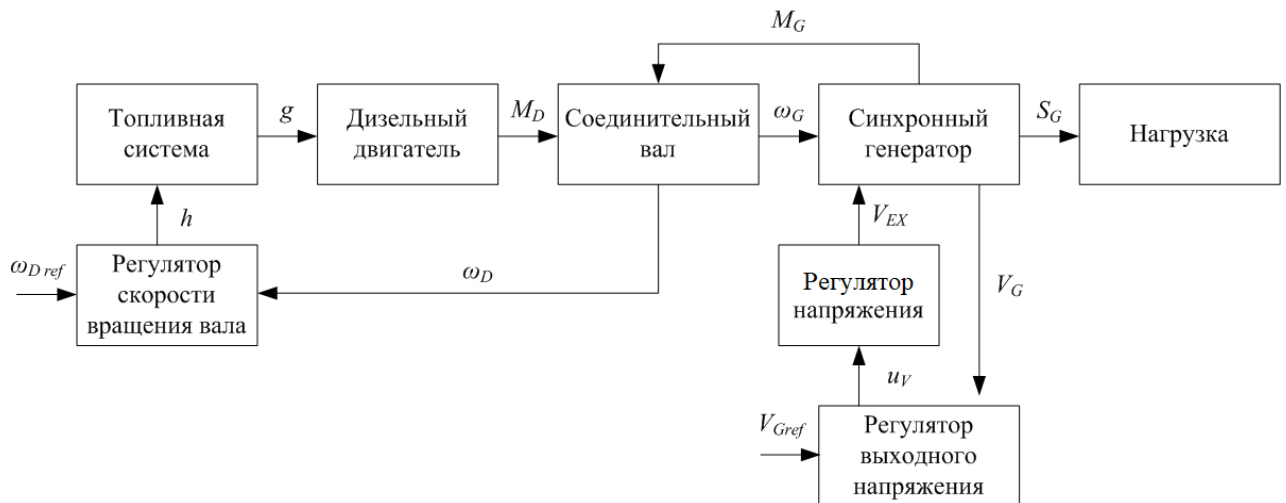 M_G
Топливная
система
g
Дизельный
двигатель
M_D
Соединительный
вал
ω_G
Синхронный
генератор
S_G
Нагрузка
h
V_EX
ω_D ref
Регулятор
скорости
вращения вала
ω_D
Регулятор
напряжения
V_G
u_V
V_Gref
Регулятор
выходного
напряжения